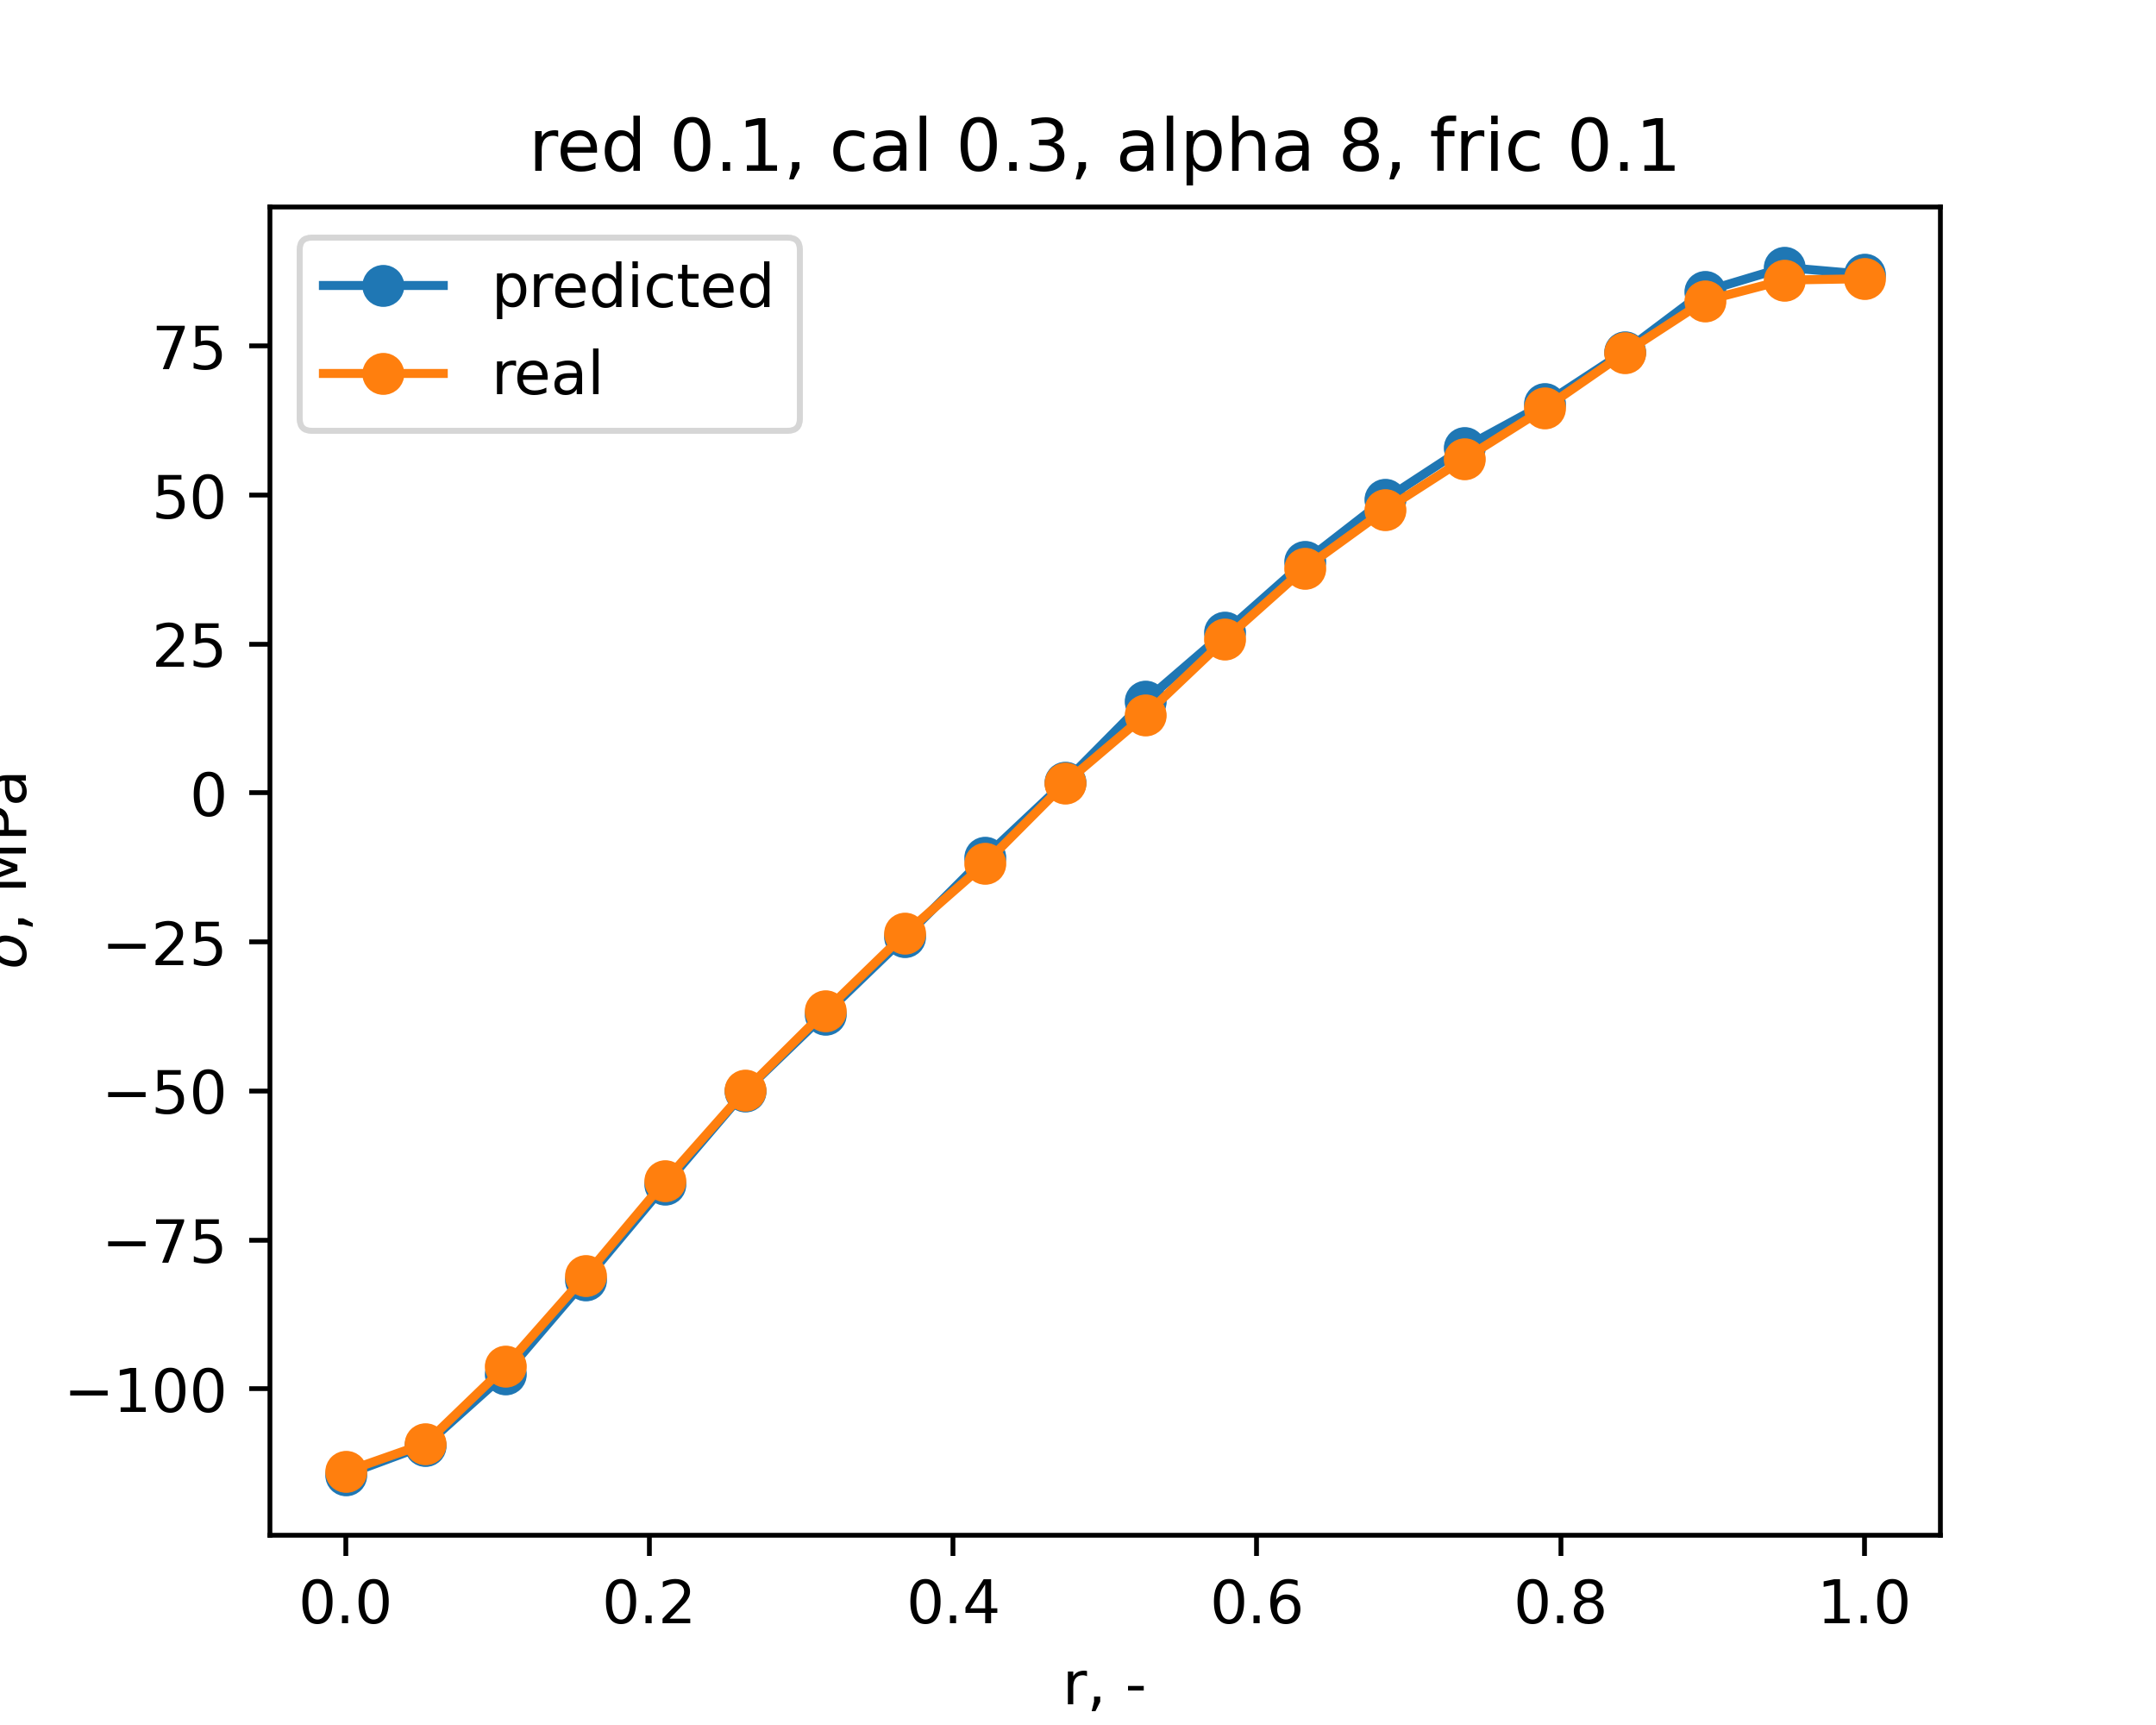 red 0.1, cal 0.3, alpha 8, fric 0.1
predicted
real
75
50
25
0
−25
−50
−75
−100
σ, MPa
0.0 0.2 0.4 0.6 0.8 1.0
r, -